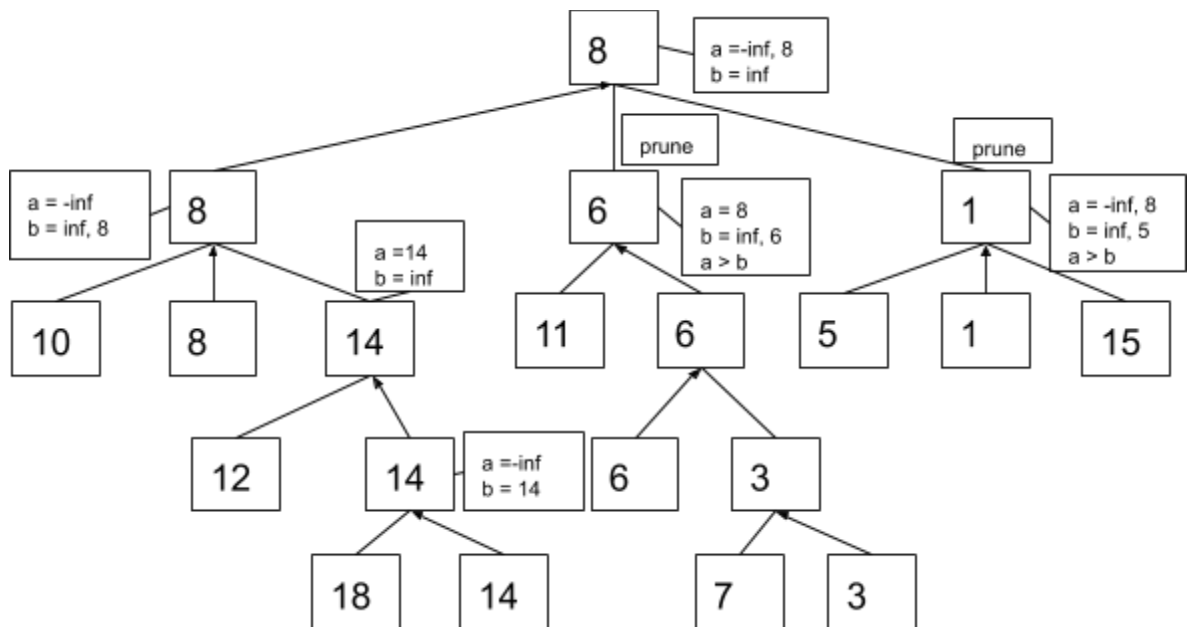 8
a =-inf, 8
b = inf
prune
prune
a = -inf
b = inf, 8
8
6
a = 8
b = inf, 6
a > b
1
a = -inf, 8
b = inf, 5
a > b
a =14
b = inf
10
8
14
11
6
5
1
15
12
14
a =-inf
b = 14
6
3
18
14
7
3